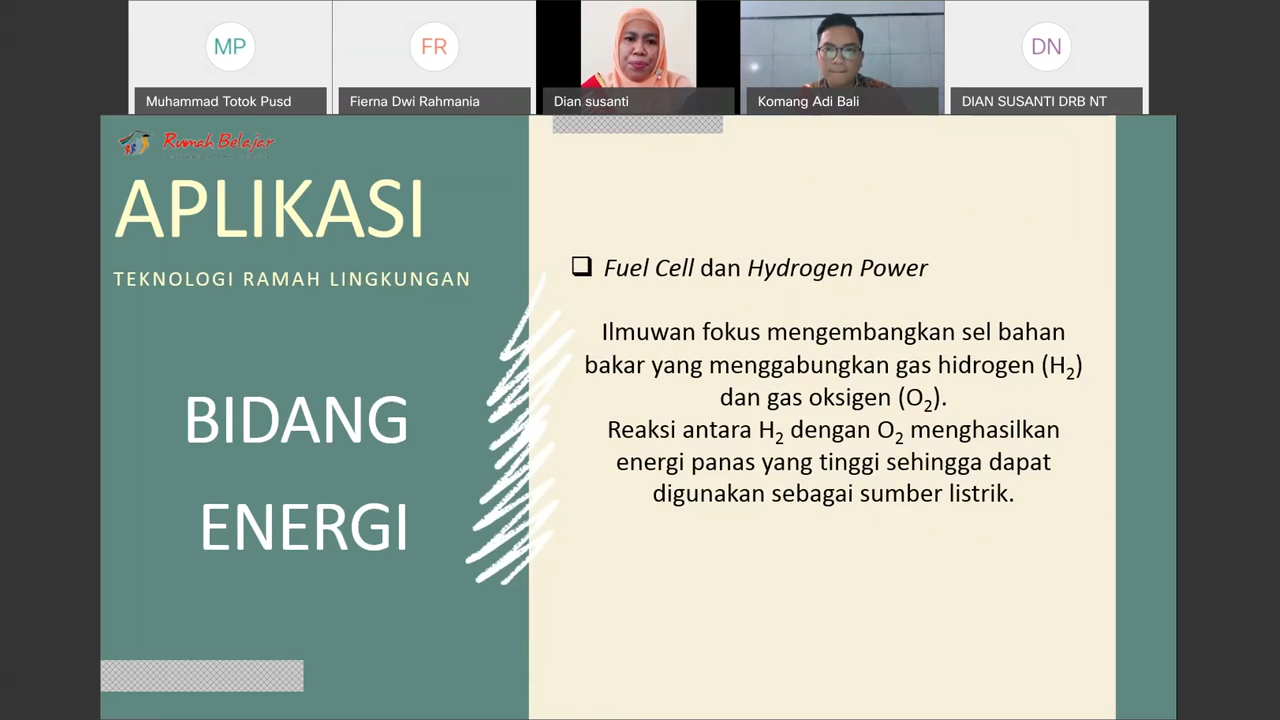 MP
FR
DN
Muhammad Totok Pusd
Fierna Dwi Rahmania
Dian susanti
Komang Adi Bali
DIAN SUSANTI DRB NT
Rumah Belajar
APLIKASI
TEKNOLOGI RAMAH LINGKUNGAN
BIDANG
ENERGI
❑ Fuel Cell dan Hydrogen Power
Ilmuwan fokus mengembangkan sel bahan
bakar yang menggabungkan gas hidrogen (H₂)
dan gas oksigen (O₂).
Reaksi antara H₂ dengan O₂ menghasilkan
energi panas yang tinggi sehingga dapat
digunakan sebagai sumber listrik.